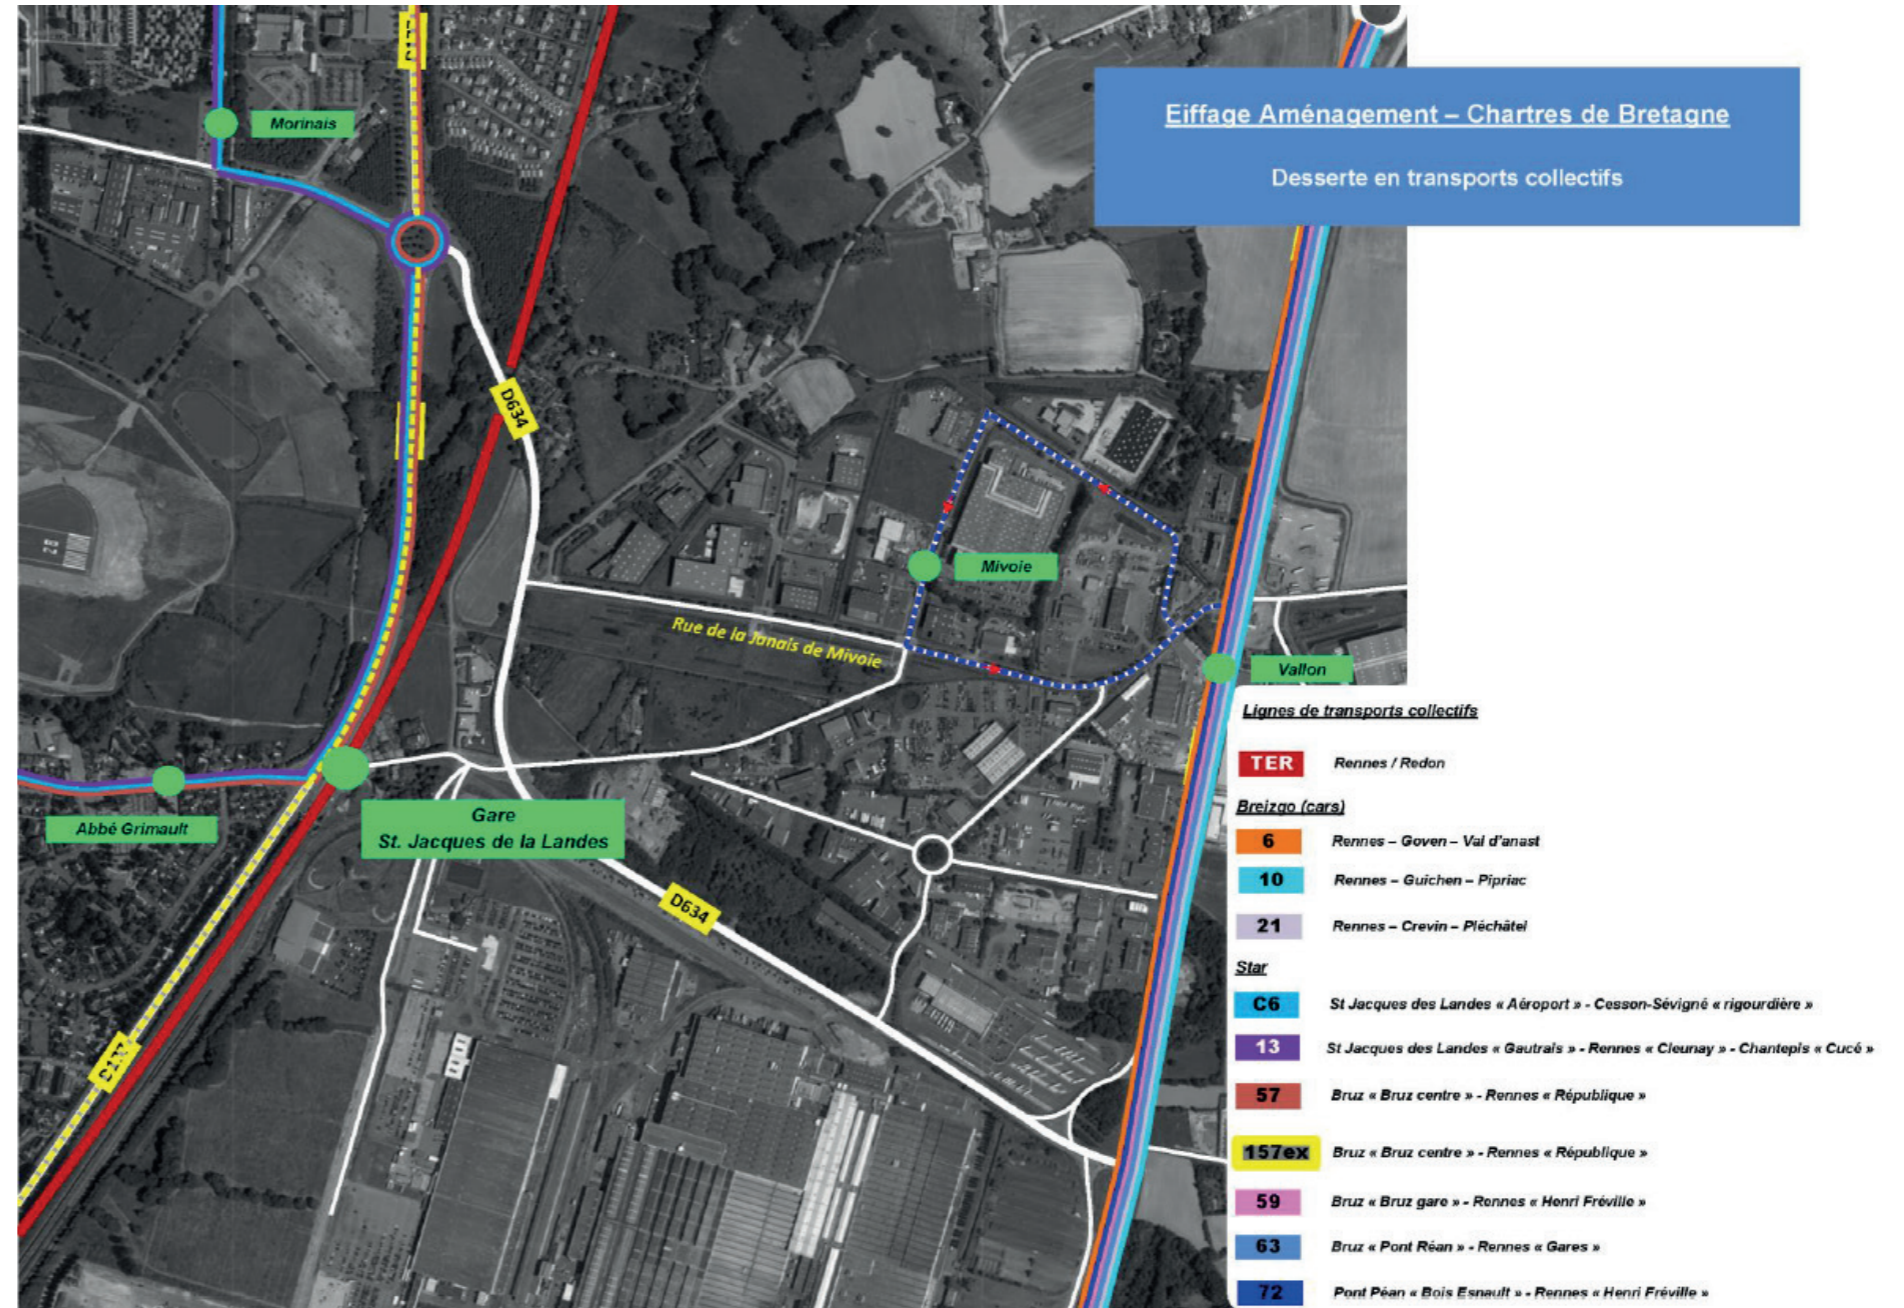 Eiffage Aménagement – Chartres de Bretagne
Desserte en transports collectifs
Morinais
D634
Mivoie
Rue de la Janais de Mivoie
Vallon
Abbé Grimault
Gare
St. Jacques de la Landes
D634
Lignes de transports collectifs
TER Rennes / Redon
Breizgo (cars)
6 Rennes – Goven – Val d'anast
10 Rennes – Guichen – Pipriac
21 Rennes – Crevin – Pléchâtel
Star
C6 St Jacques des Landes « Aéroport » - Cesson-Sévigné « rigourdière »
13 St Jacques des Landes « Gautrais » - Rennes « Cleunay » - Chantepis « Cucé »
57 Bruz « Bruz centre » - Rennes « République »
157ex Bruz « Bruz centre » - Rennes « République »
59 Bruz « Bruz gare » - Rennes « Henri Fréville »
63 Bruz « Pont Réan » - Rennes « Gares »
72 Pont Péan « Bois Esnault » - Rennes « Henri Fréville »